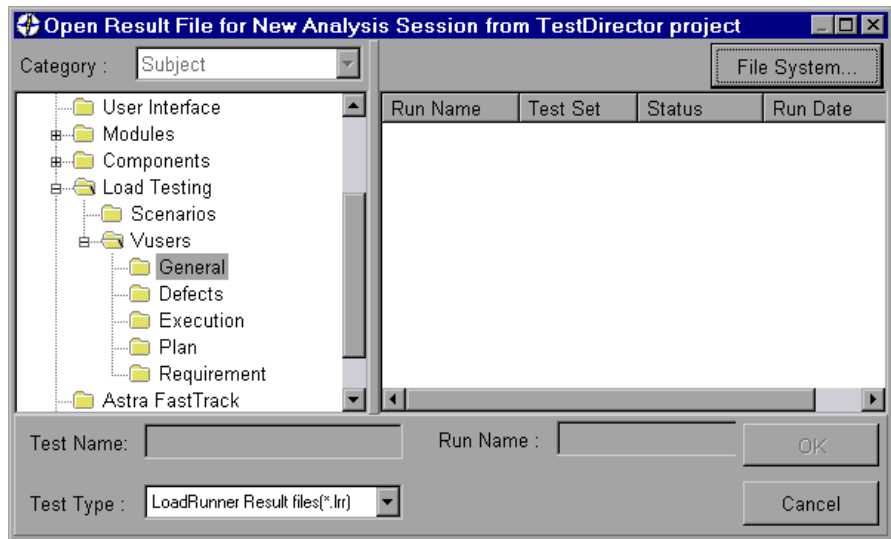 Open Result File for New Analysis Session from TestDirector project
Category : Subject
File System...
User Interface
Modules
Components
Load Testing
Scenarios
Vusers
General
Defects
Execution
Plan
Requirement
Astra FastTrack
Run Name Test Set Status Run Date
Test Name:
Run Name :
OK
Test Type : LoadRunner Result files(*.lrr)
Cancel